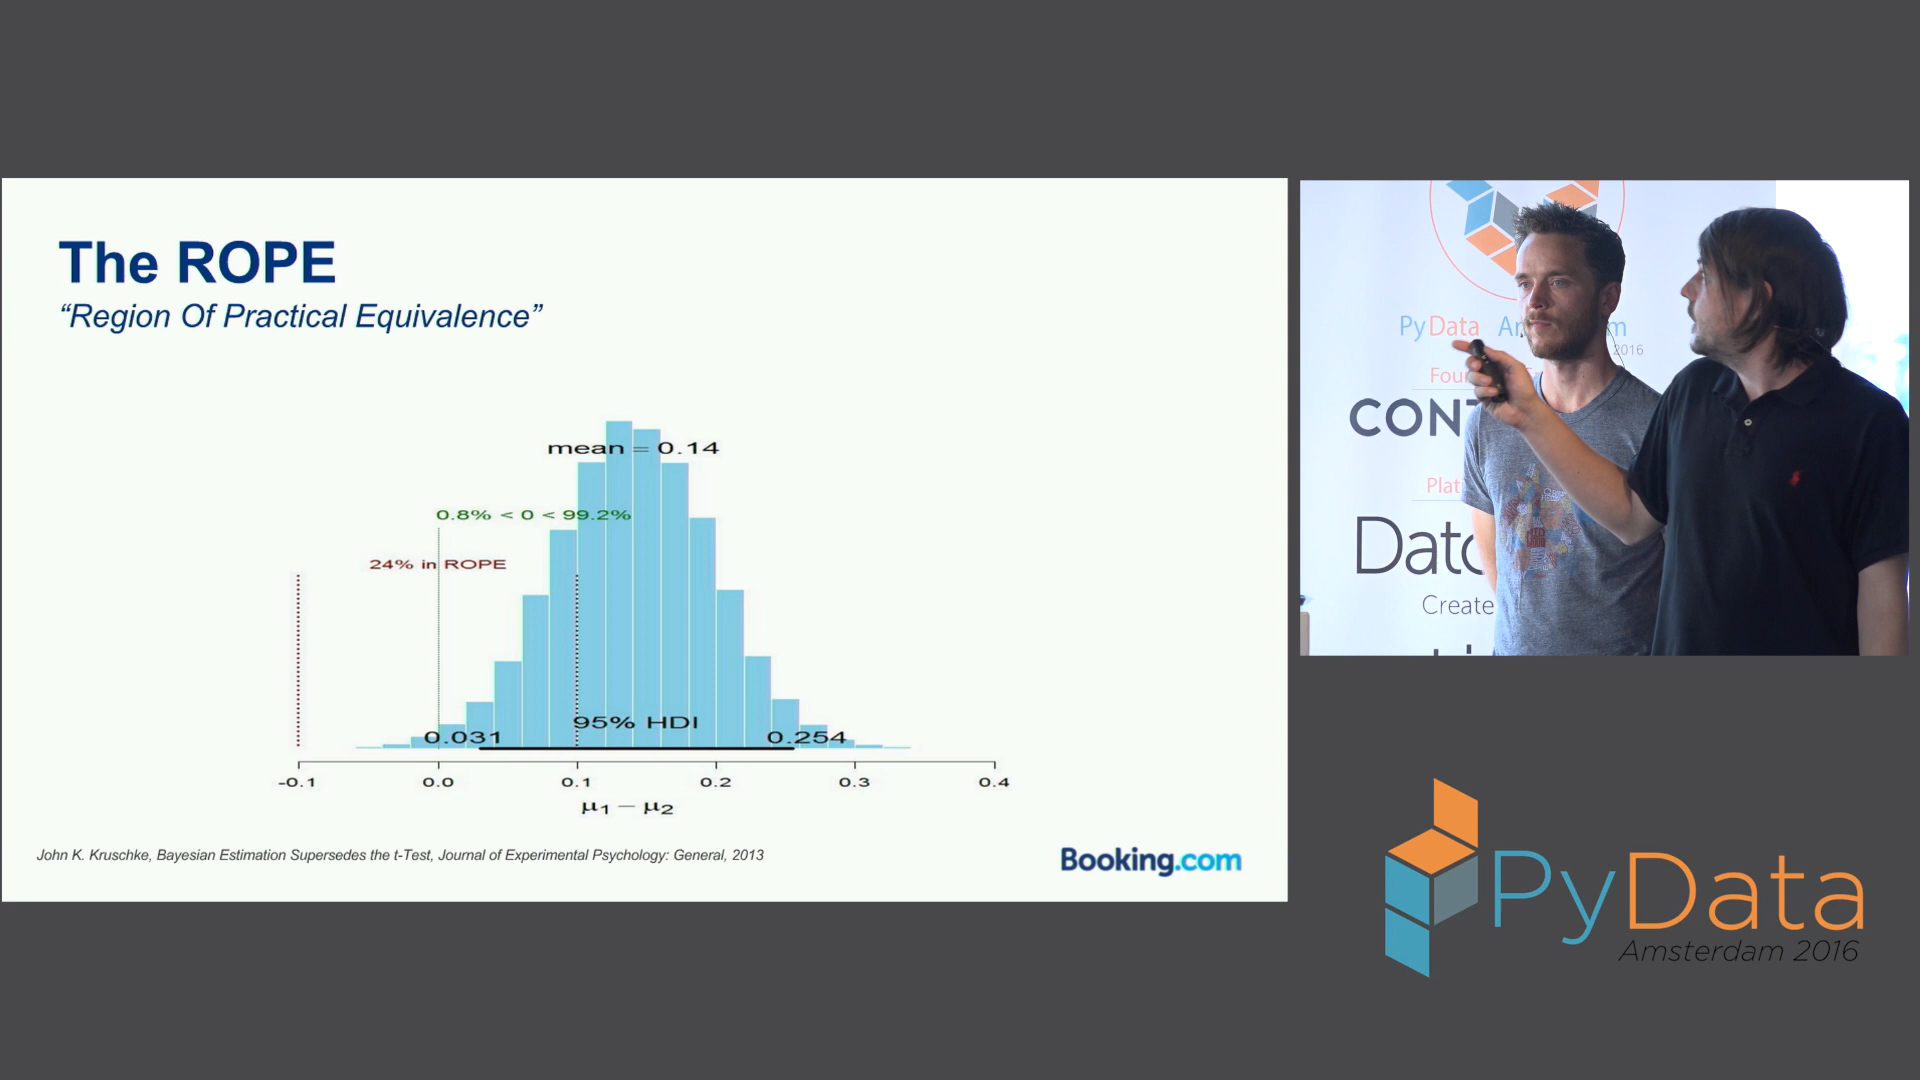 The ROPE
“Region Of Practical Equivalence”
mean = 0.14
0.8% < 0 < 99.2%
24% in ROPE
95% HDI
0.031
0.254
-0.1 0.0 0.1 0.2 0.3 0.4
μ1 − μ2
John K. Kruschke, Bayesian Estimation Supersedes the t-Test, Journal of Experimental Psychology: General, 2013
Booking.com
PyData
2016
CON
Dato
Create
PyData
Amsterdam 2016